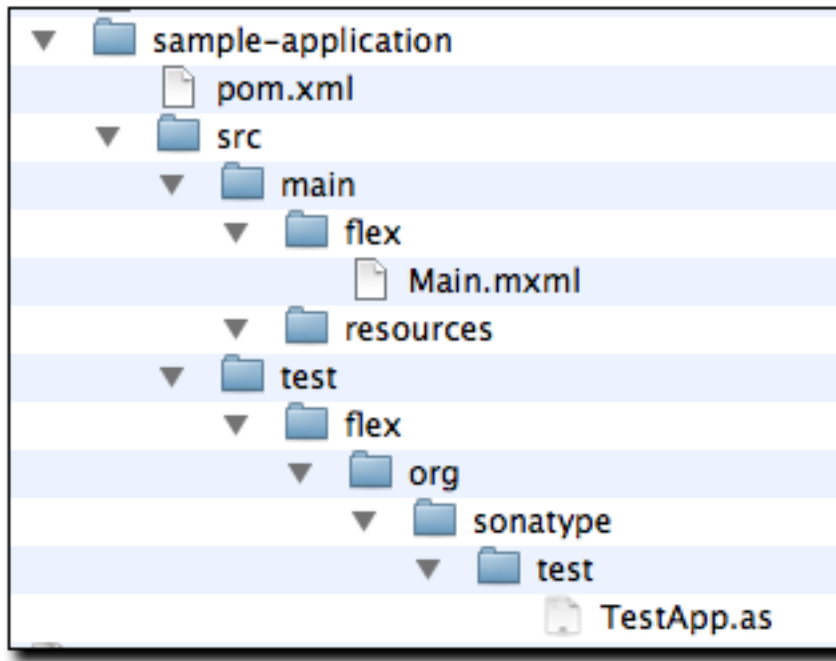 sample-application
pom.xml
src
main
flex
Main.mxml
resources
test
flex
org
sonatype
test
TestApp.as